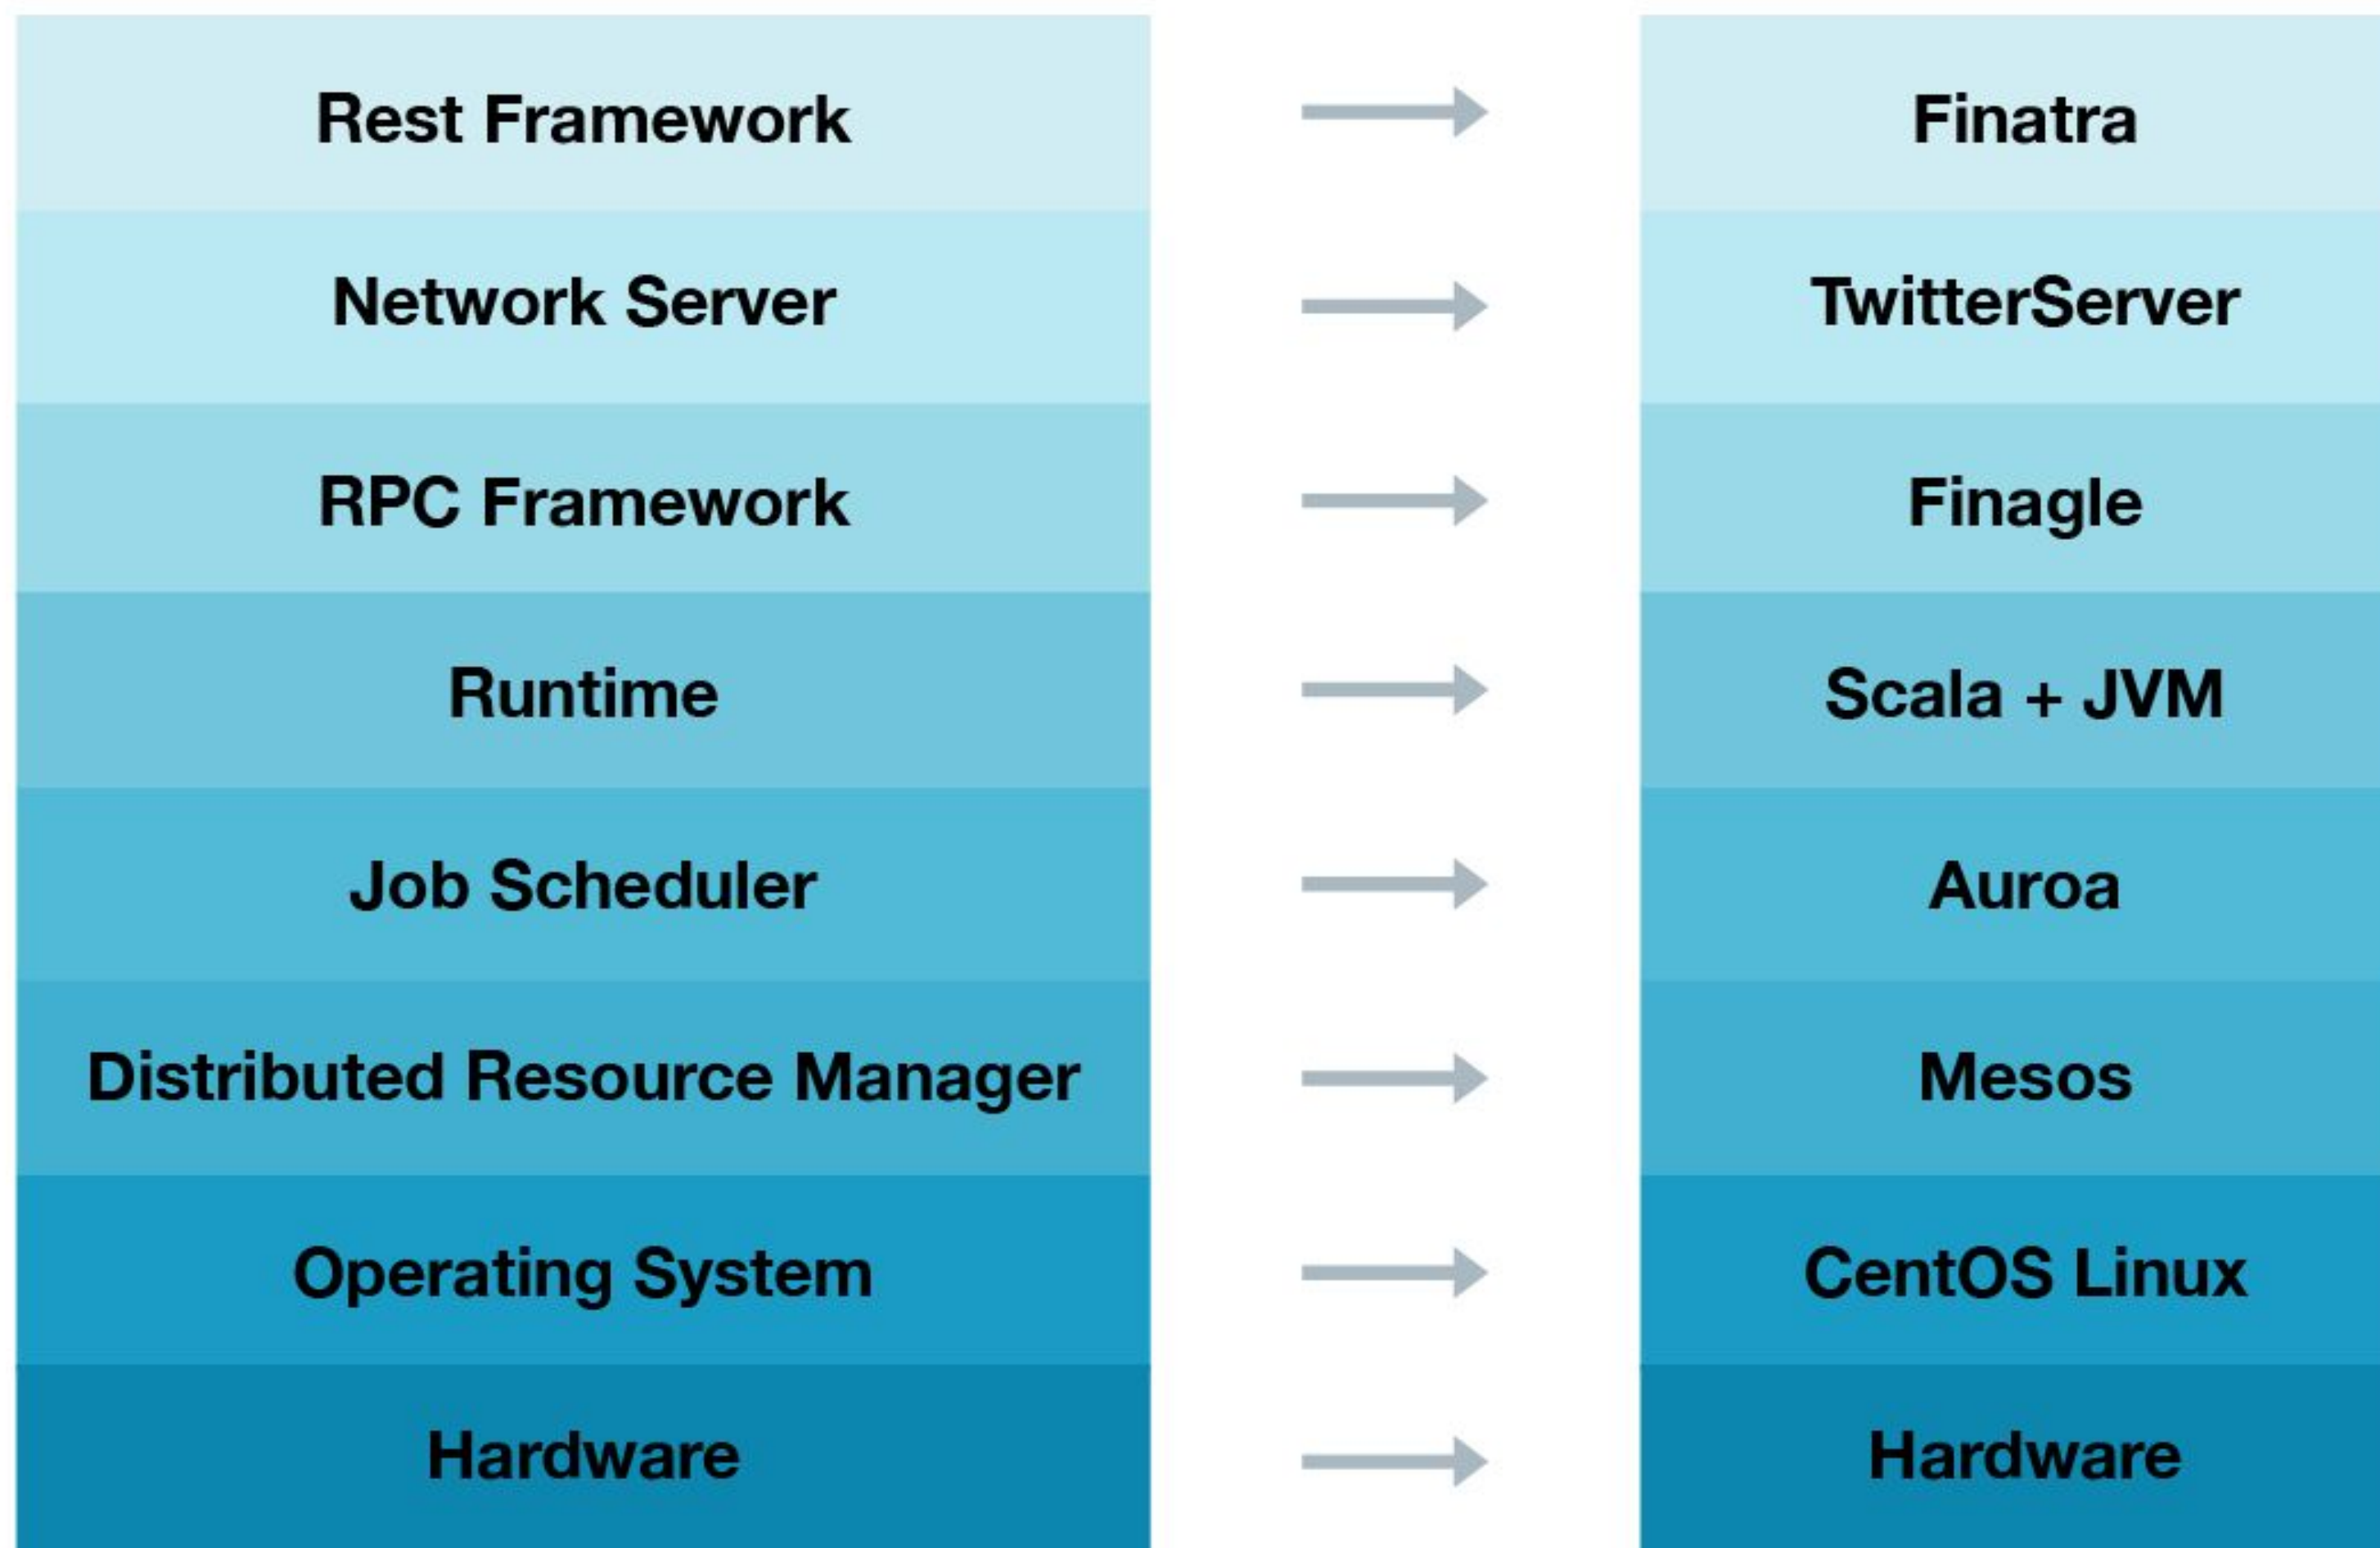 Rest Framework
Finatra
Network Server
TwitterServer
RPC Framework
Finagle
Runtime
Scala + JVM
Job Scheduler
Auroa
Distributed Resource Manager
Mesos
Operating System
CentOS Linux
Hardware
Hardware